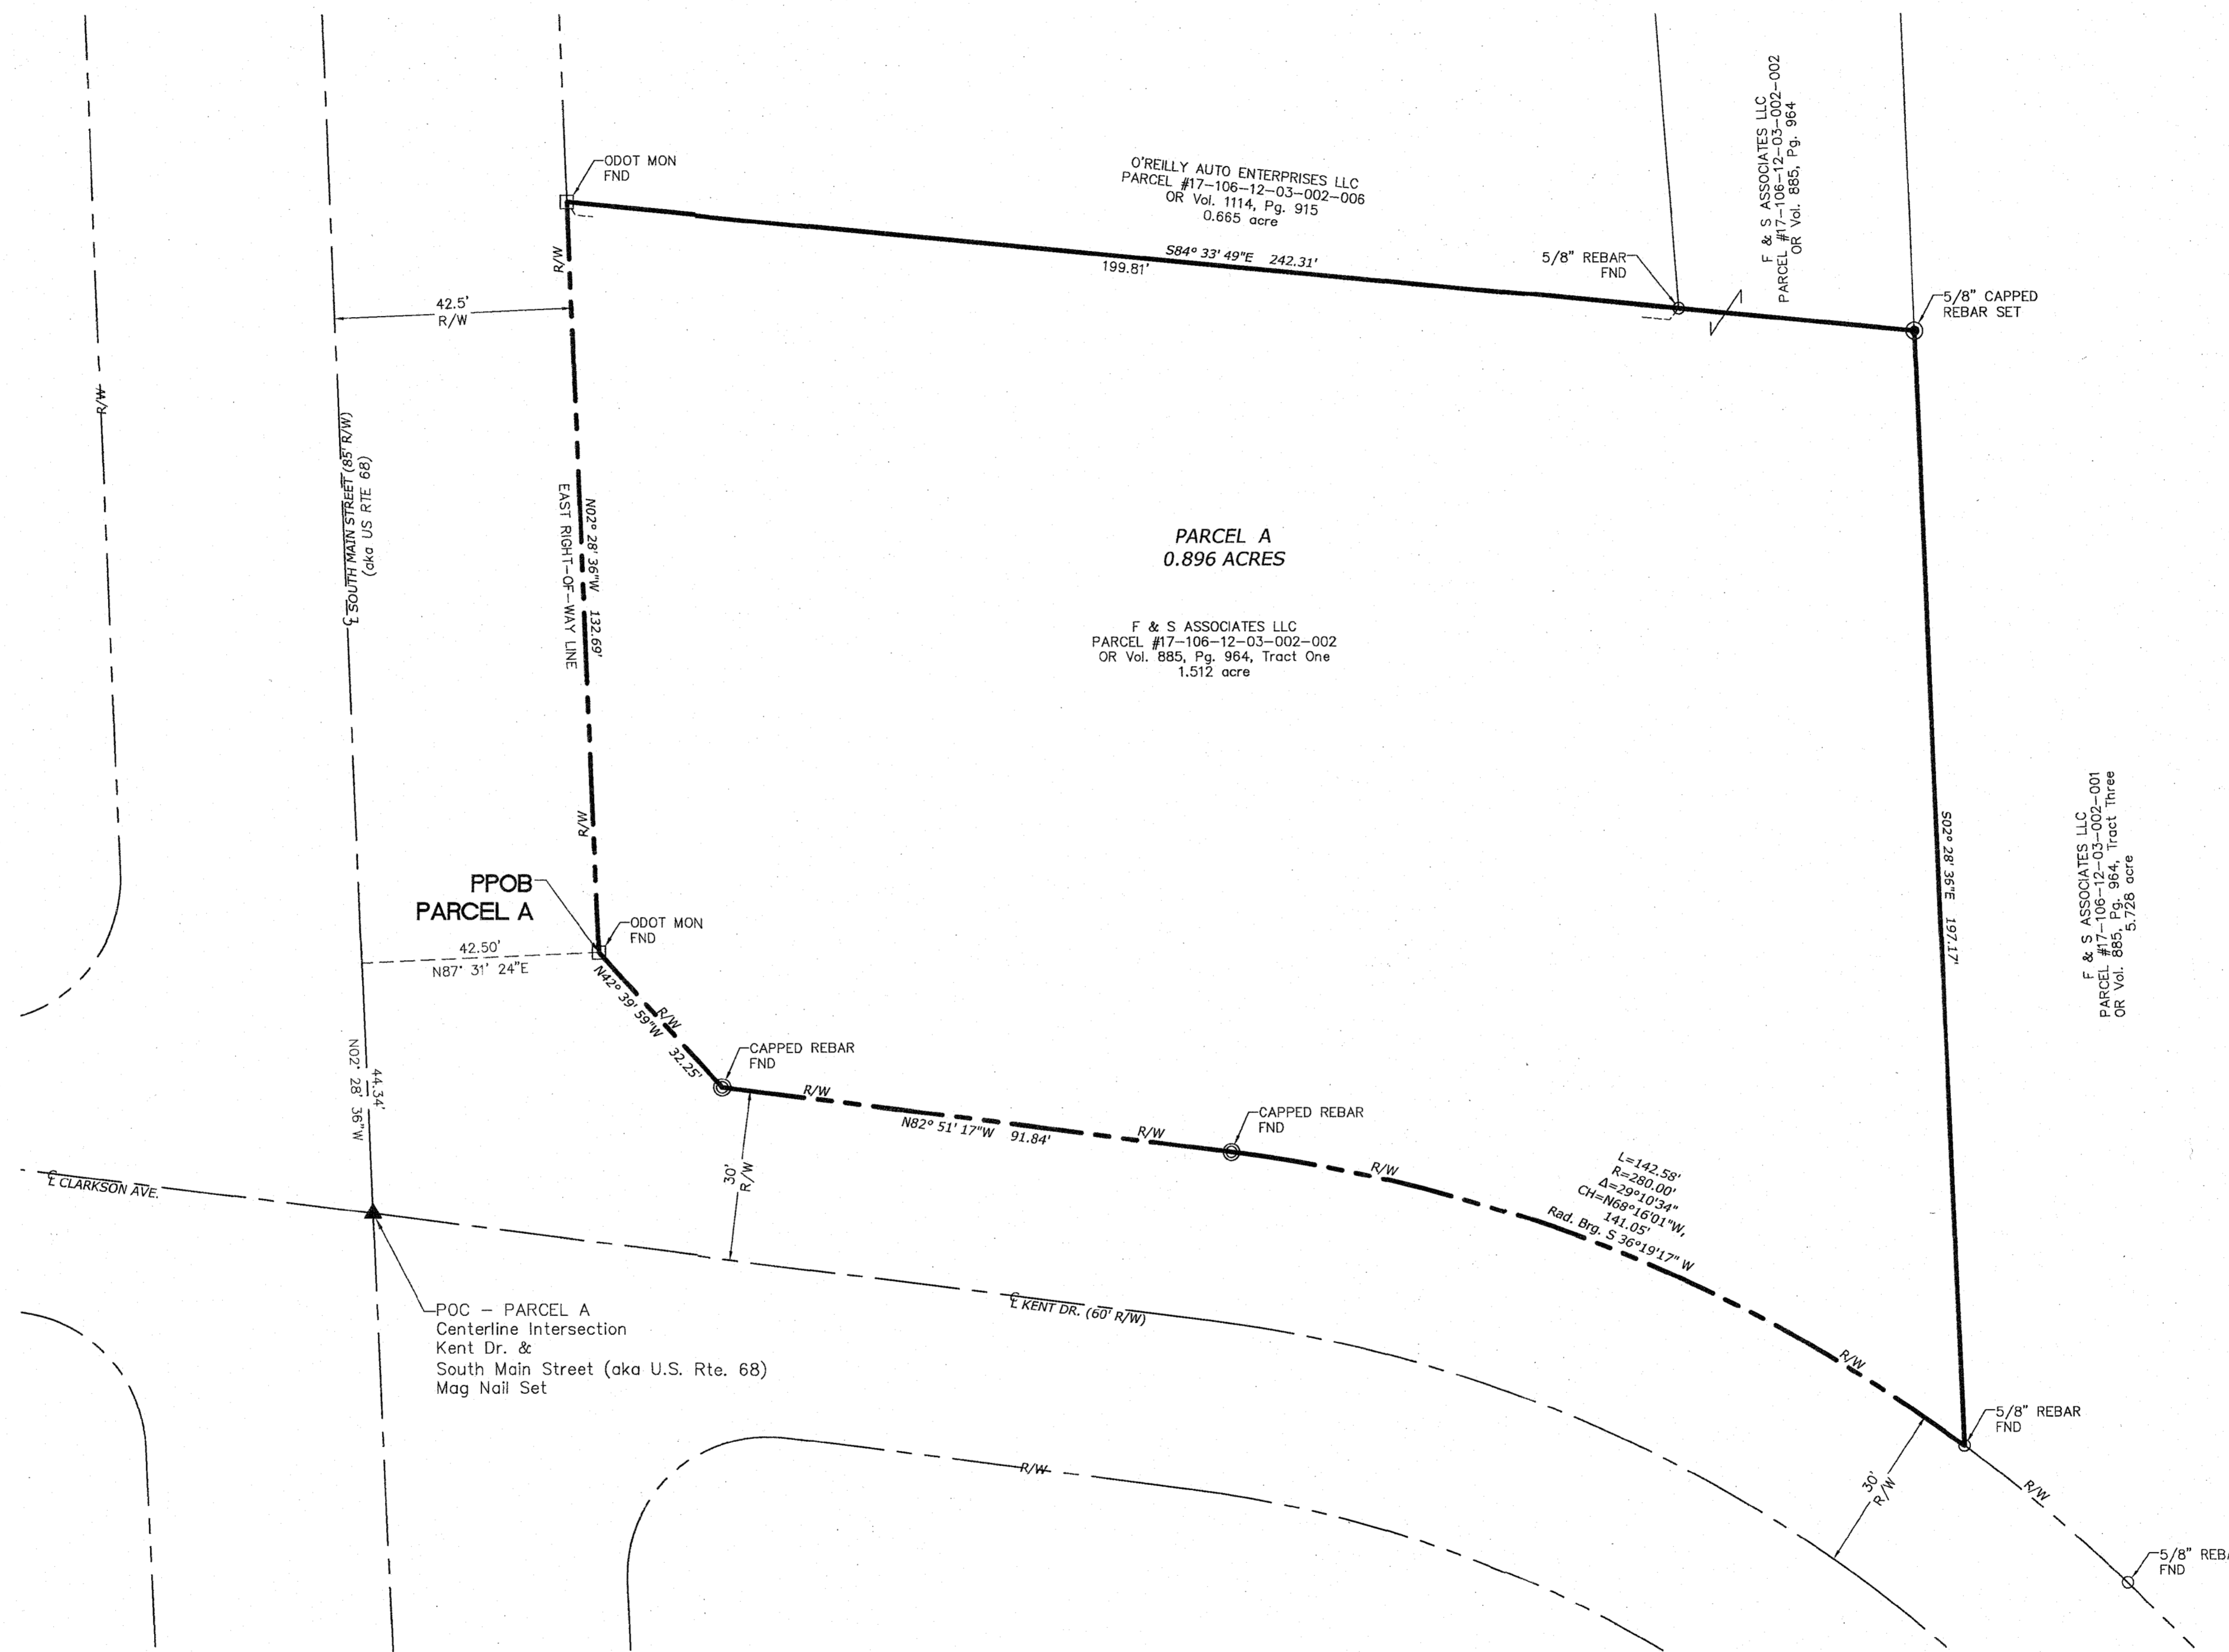 ODOT MON
FND
O'REILLY AUTO ENTERPRISES LLC
PARCEL #17-106-12-03-002-006
OR Vol. 1114, Pg. 915
0.665 acre
F & S ASSOCIATES LLC
PARCEL #17-106-12-03-002-002
OR Vol. 885, Pg. 964
S84° 33' 49"E 242.31'
199.81'
5/8" REBAR
FND
5/8" CAPPED
REBAR SET
R/W
42.5'
R/W
R/W
℄ SOUTH MAIN STREET (85' R/W)
(aka US RTE 68)
EAST RIGHT-OF-WAY LINE
N02° 28' 36"W 132.69'
R/W
PARCEL A
0.896 ACRES
F & S ASSOCIATES LLC
PARCEL #17-106-12-03-002-002
OR Vol. 885, Pg. 964, Tract One
1.512 acre
S02° 28' 36"E 197.17'
F & S ASSOCIATES LLC
PARCEL #17-106-12-03-002-001
OR Vol. 885, Pg. 964, Tract Three
5.728 acre
PPOB
PARCEL A
ODOT MON
FND
42.50'
N87° 31' 24"E
N42° 39' 59"W 32.25'
R/W
44.34'
N02° 28' 36"W
CAPPED REBAR
FND
R/W
N82° 51' 17"W 91.84'
R/W
CAPPED REBAR
FND
30'
R/W
R/W
L=142.58'
R=280.00'
Δ=29°10'34"
CH=N68°16'01"W,
141.05'
Rad. Brg. S 36°19'17" W
℄ CLARKSON AVE.
POC - PARCEL A
Centerline Intersection
Kent Dr. &
South Main Street (aka U.S. Rte. 68)
Mag Nail Set
℄ KENT DR. (60' R/W)
R/W
5/8" REBAR
FND
R/W
30'
R/W
R/W
5/8" REBA
FND